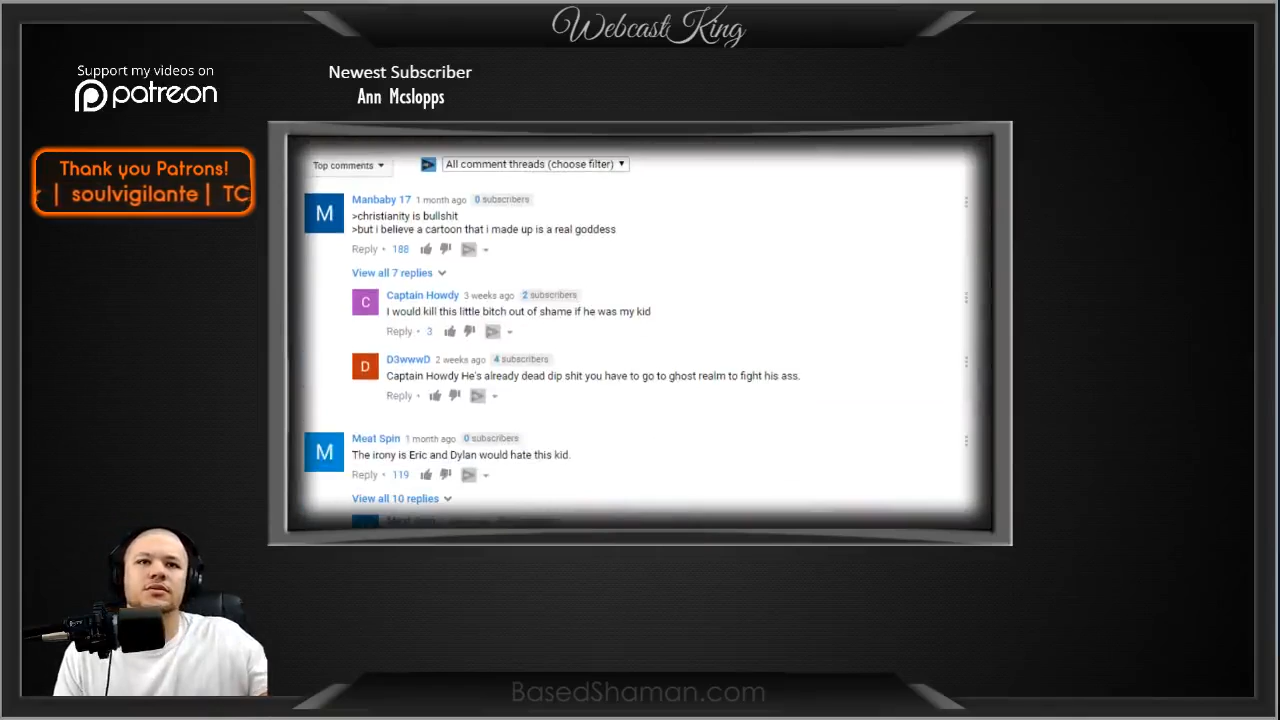 Webcast King
Support my videos on
patreon
Newest Subscriber
Ann Mcslopps
Thank you Patrons!
| soulvigilante | TC
Top comments
All comment threads (choose filter)
M
Manbaby 17 1 month ago 0 subscribers
>christianity is bullshit
>but i believe a cartoon that i made up is a real goddess
Reply • 188
View all 7 replies
C
Captain Howdy 3 weeks ago 2 subscribers
I would kill this little bitch out of shame if he was my kid
Reply • 3
D
D3wwwD 2 weeks ago 4 subscribers
Captain Howdy He's already dead dip shit you have to go to ghost realm to fight his ass.
Reply •
M
Meat Spin 1 month ago 0 subscribers
The irony is Eric and Dylan would hate this kid.
Reply • 119
View all 10 replies
BasedShaman.com